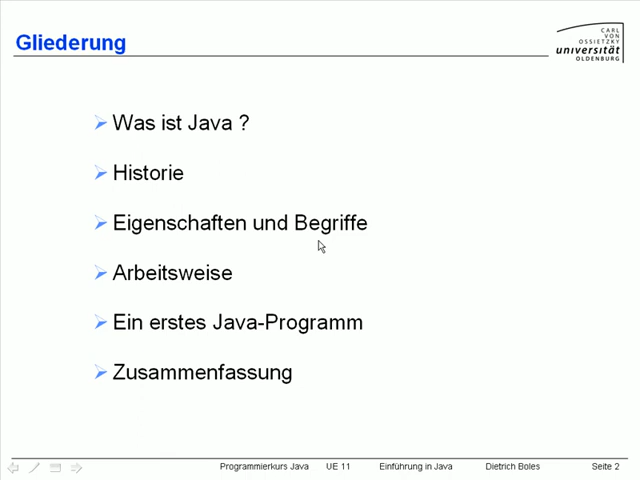 Gliederung
CARL
VON
OSSIETZKY
universität
OLDENBURG
Was ist Java ?
Historie
Eigenschaften und Begriffe
Arbeitsweise
Ein erstes Java-Programm
Zusammenfassung
Programmierkurs Java UE 11 Einführung in Java Dietrich Boles Seite 2